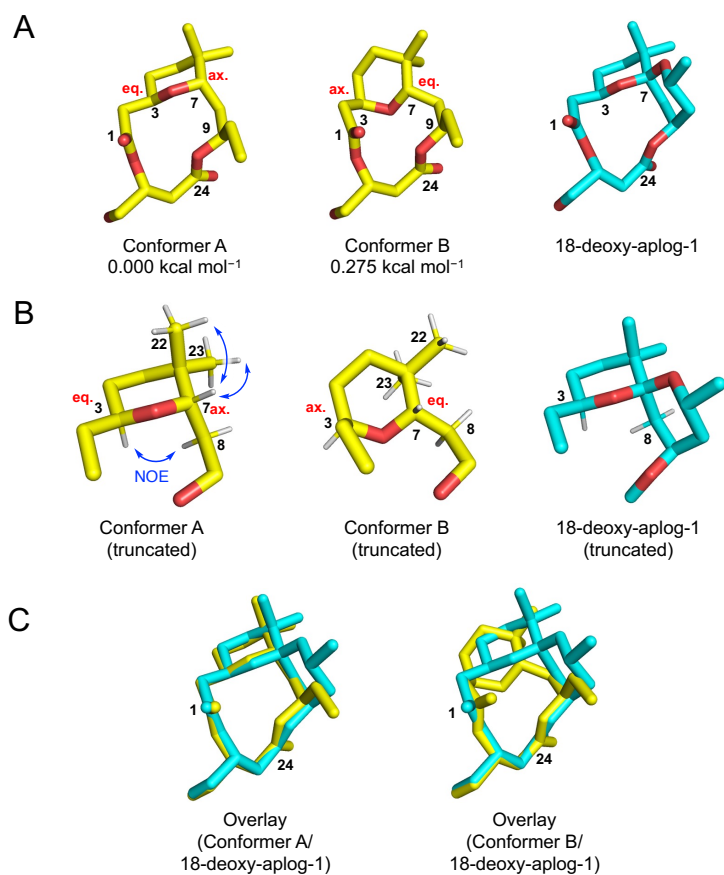 A
eq.
ax.
3
7
1
9
24
Conformer A
0.000 kcal mol⁻¹
ax.
eq.
3
7
1
9
24
Conformer B
0.275 kcal mol⁻¹
1
3
7
24
18-deoxy-aplog-1
B
22
23
eq.
3
7
ax.
8
NOE
Conformer A
(truncated)
22
23
ax.
eq.
3
7
8
Conformer B
(truncated)
3
8
18-deoxy-aplog-1
(truncated)
C
1
24
Overlay
(Conformer A/
18-deoxy-aplog-1)
1
24
Overlay
(Conformer B/
18-deoxy-aplog-1)